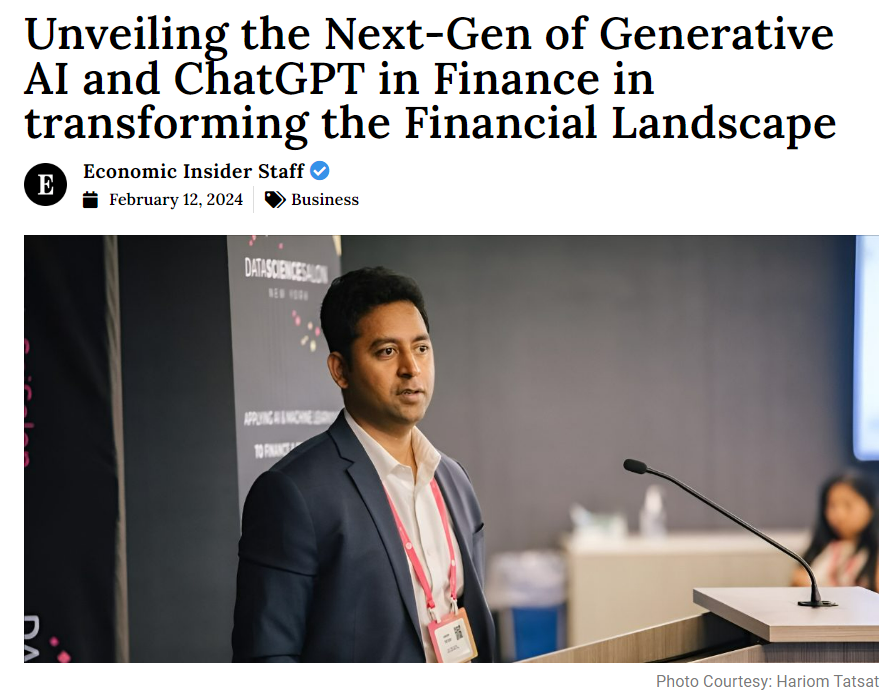 Unveiling the Next-Gen of Generative
AI and ChatGPT in Finance in
transforming the Financial Landscape
E
Economic Insider Staff
February 12, 2024
Business
DATASCIENCESALON
NEW YORK
APPLYING AI & MACHINE LEARNING
TO FINANCE &
DA
Photo Courtesy: Hariom Tatsat